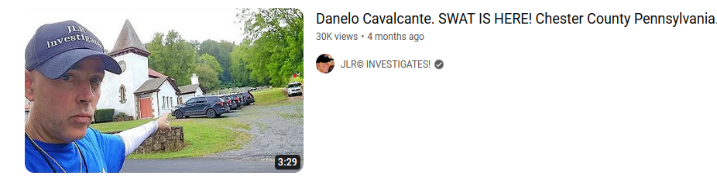 JLR©
Investigates!
3:29
Danelo Cavalcante. SWAT IS HERE! Chester County Pennsylvania.
30K views • 4 months ago
JLR© INVESTIGATES!